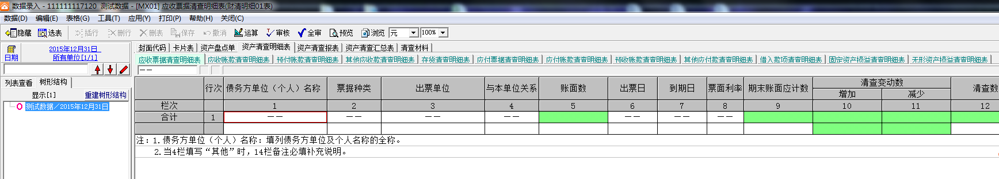 数据录入 - 111111117120 测试数据 - [MX01] 应收票据清查明细表(财清明细01表)
数据(D) 编辑(E) 表格(G) 工具(T) 应用(Y) 打印(P) 帮助(H) 关闭(C)
隐藏 选表 插行 删行 删表 保存 撤消 运算 审核 全审 预览 浏览 元 100%
日期 2015年12月31日 所有单位[1/1]
封面代码 卡片表 资产盘点单 资产清查明细表 资产清查报表 资产清查汇总表 清查材料
应收票据清查明细表 应收账款清查明细表 预付账款清查明细表 其他应收款清查明细表 存货清查明细表 应付票据清查明细表 应付账款清查明细表 预收账款清查明细表 其他应付款清查明细表 借入款项清查明细表 固定资产损溢清查明细表 无形资产损溢清查明细表
——
列表查看 树形结构
显示[1] 重建树形结构
测试数据／2015年12月31日
行次 债务方单位（个人）名称 票据种类 出票单位 与本单位关系 账面数 出票日 到期日 票面利率 期末账面应计数 清查变动数 清查数
增加 减少
栏次 1 2 3 4 5 6 7 8 9 10 11 12
合计 1 —— —— —— —— —— —— ——
注：1.债务方单位（个人）名称：填列债务方单位及个人名称的全称。
2.当4栏填写“其他”时，14栏备注必填补充说明。